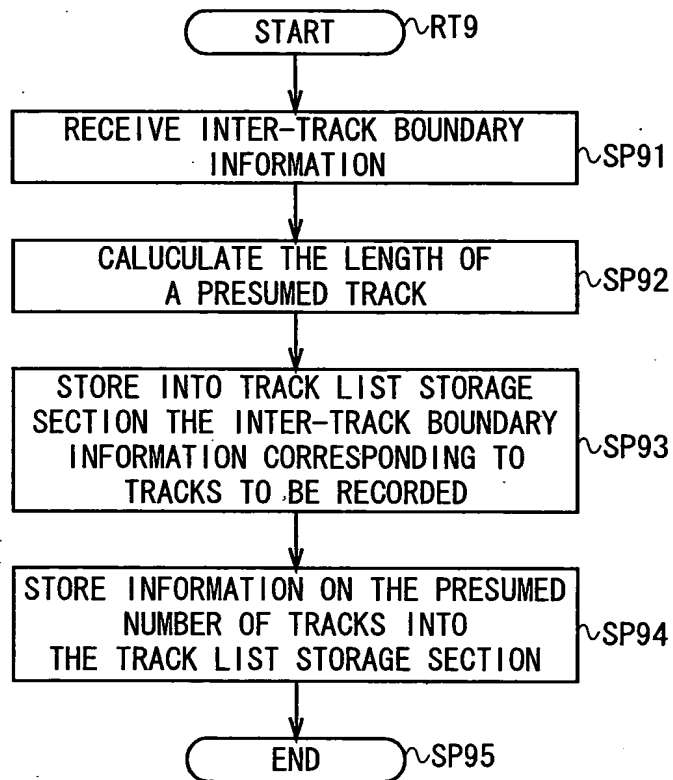 START
RT9
RECEIVE INTER-TRACK BOUNDARY
INFORMATION
SP91
CALUCULATE THE LENGTH OF
A PRESUMED TRACK
SP92
STORE INTO TRACK LIST STORAGE
SECTION THE INTER-TRACK BOUNDARY
INFORMATION CORRESPONDING TO
TRACKS TO BE RECORDED
SP93
STORE INFORMATION ON THE PRESUMED
NUMBER OF TRACKS INTO
THE TRACK LIST STORAGE SECTION
SP94
END
SP95